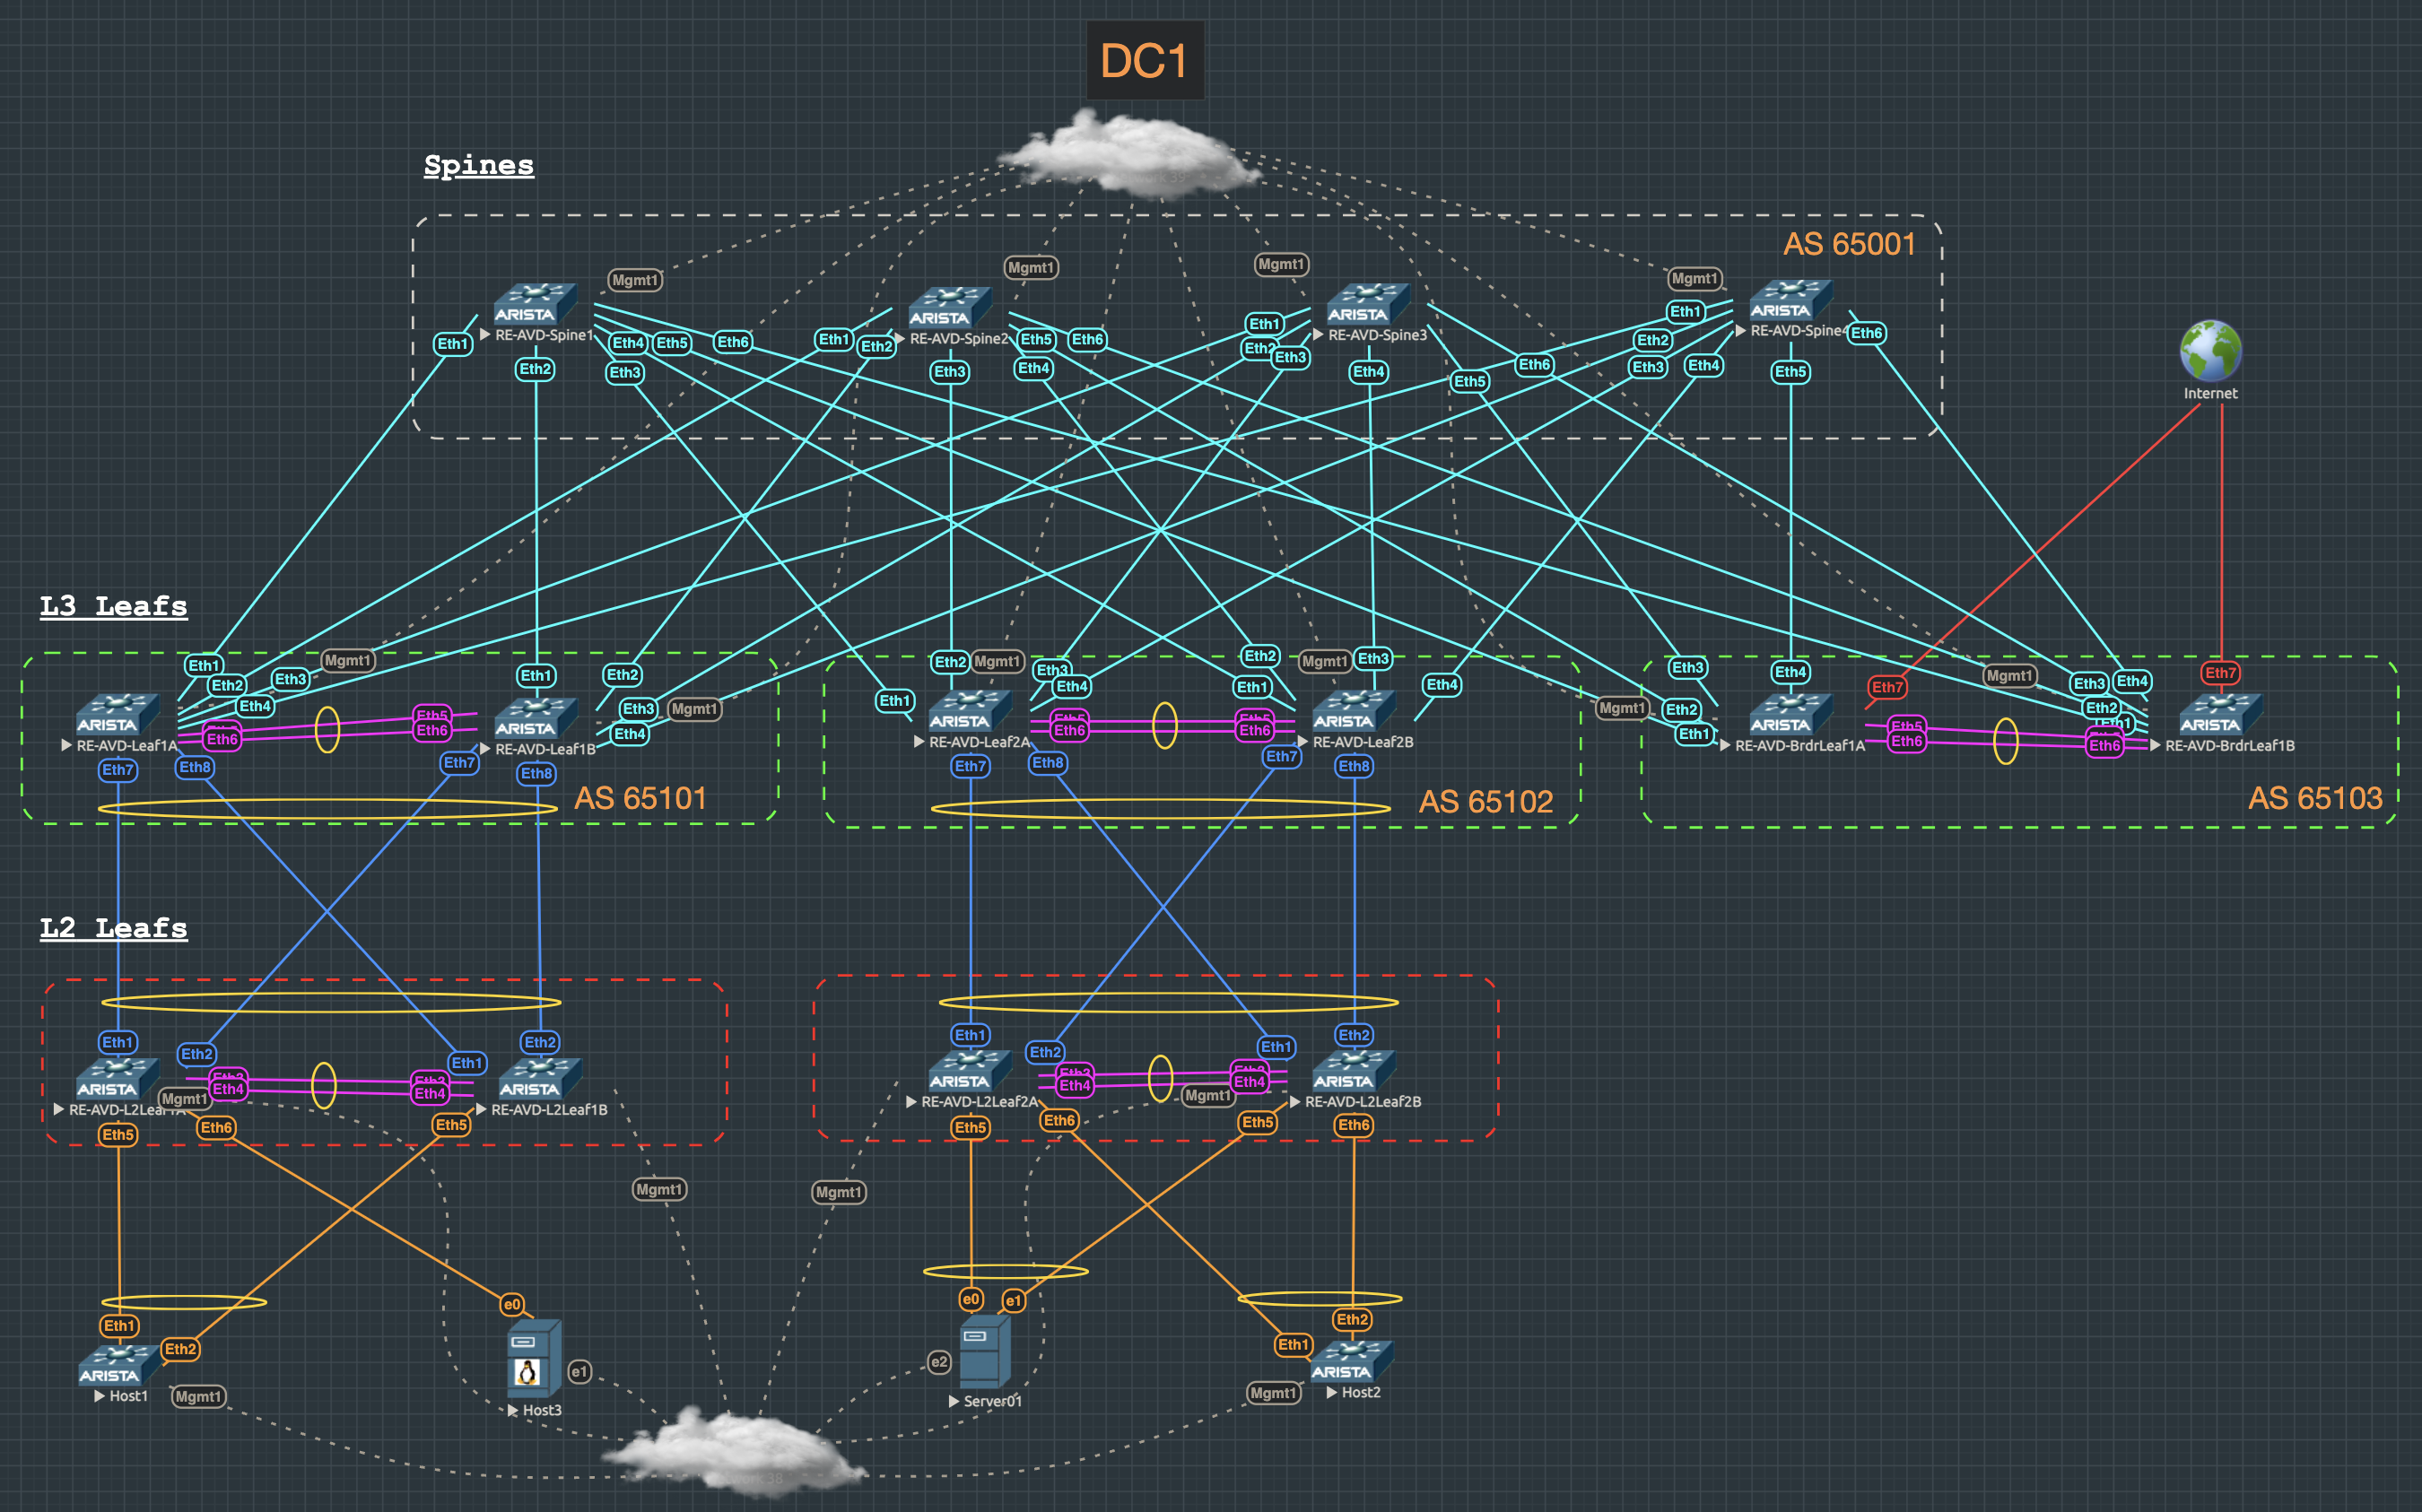 DC1
Spines
AS 65001
Mgmt1
Mgmt1
Mgmt1
Mgmt1
ARISTA
RE-AVD-Spine1
ARISTA
RE-AVD-Spine2
ARISTA
RE-AVD-Spine3
ARISTA
RE-AVD-Spine4
Eth1
Eth2
Eth4
Eth5
Eth6
Eth3
Eth1
Eth2
Eth3
Eth5
Eth6
Eth4
Eth1
Eth2
Eth3
Eth4
Eth5
Eth6
Eth1
Eth2
Eth3
Eth4
Eth5
Eth6
Internet
L3 Leafs
Eth1
Eth2
Eth3
Eth4
Mgmt1
ARISTA
RE-AVD-Leaf1A
Eth6
Eth5
Eth6
Eth7
Eth8
Eth1
Eth2
Eth3
Eth4
Mgmt1
ARISTA
RE-AVD-Leaf1B
Eth7
Eth8
AS 65101
Eth1
Eth2
Mgmt1
Eth3
Eth4
ARISTA
RE-AVD-Leaf2A
Eth5
Eth6
Eth5
Eth6
Eth7
Eth8
Eth2
Eth1
Mgmt1
Eth3
Eth4
ARISTA
RE-AVD-Leaf2B
Eth7
Eth8
AS 65102
Mgmt1
Eth3
Eth2
Eth1
Eth4
Eth7
ARISTA
RE-AVD-BrdrLeaf1A
Eth5
Eth6
Eth6
Mgmt1
Eth3
Eth4
Eth2
Eth1
Eth7
ARISTA
RE-AVD-BrdrLeaf1B
AS 65103
L2 Leafs
Eth1
Eth2
ARISTA
Mgmt1
Eth3
Eth4
Eth3
Eth4
Eth5
Eth6
Eth1
Eth2
ARISTA
RE-AVD-L2Leaf1B
Eth5
Mgmt1
Eth1
Eth2
ARISTA
RE-AVD-L2Leaf2A
Eth3
Eth4
Eth3
Eth4
Mgmt1
Eth5
Eth6
Mgmt1
Eth1
Eth2
ARISTA
RE-AVD-L2Leaf2B
Eth5
Eth6
Eth1
Eth2
ARISTA
Host1
Mgmt1
e0
e1
Host3
e0
e1
e2
Server01
Eth1
Eth2
ARISTA
Host2
Mgmt1